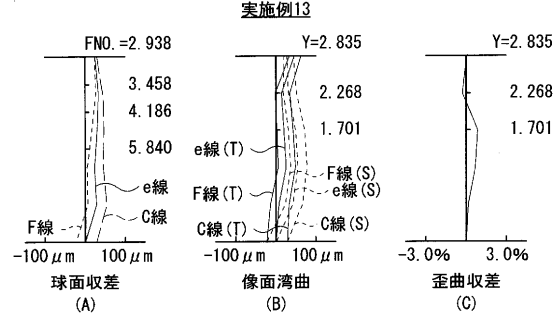 実施例13
FNO.=2.938
3.458
4.186
5.840
e線
F線
C線
-100μm
100μm
球面収差
(A)
Y=2.835
2.268
1.701
e線(T)
F線(S)
F線(T)
e線(S)
C線(T)
C線(S)
-100μm
100μm
像面湾曲
(B)
Y=2.835
2.268
1.701
-3.0%
3.0%
歪曲収差
(C)